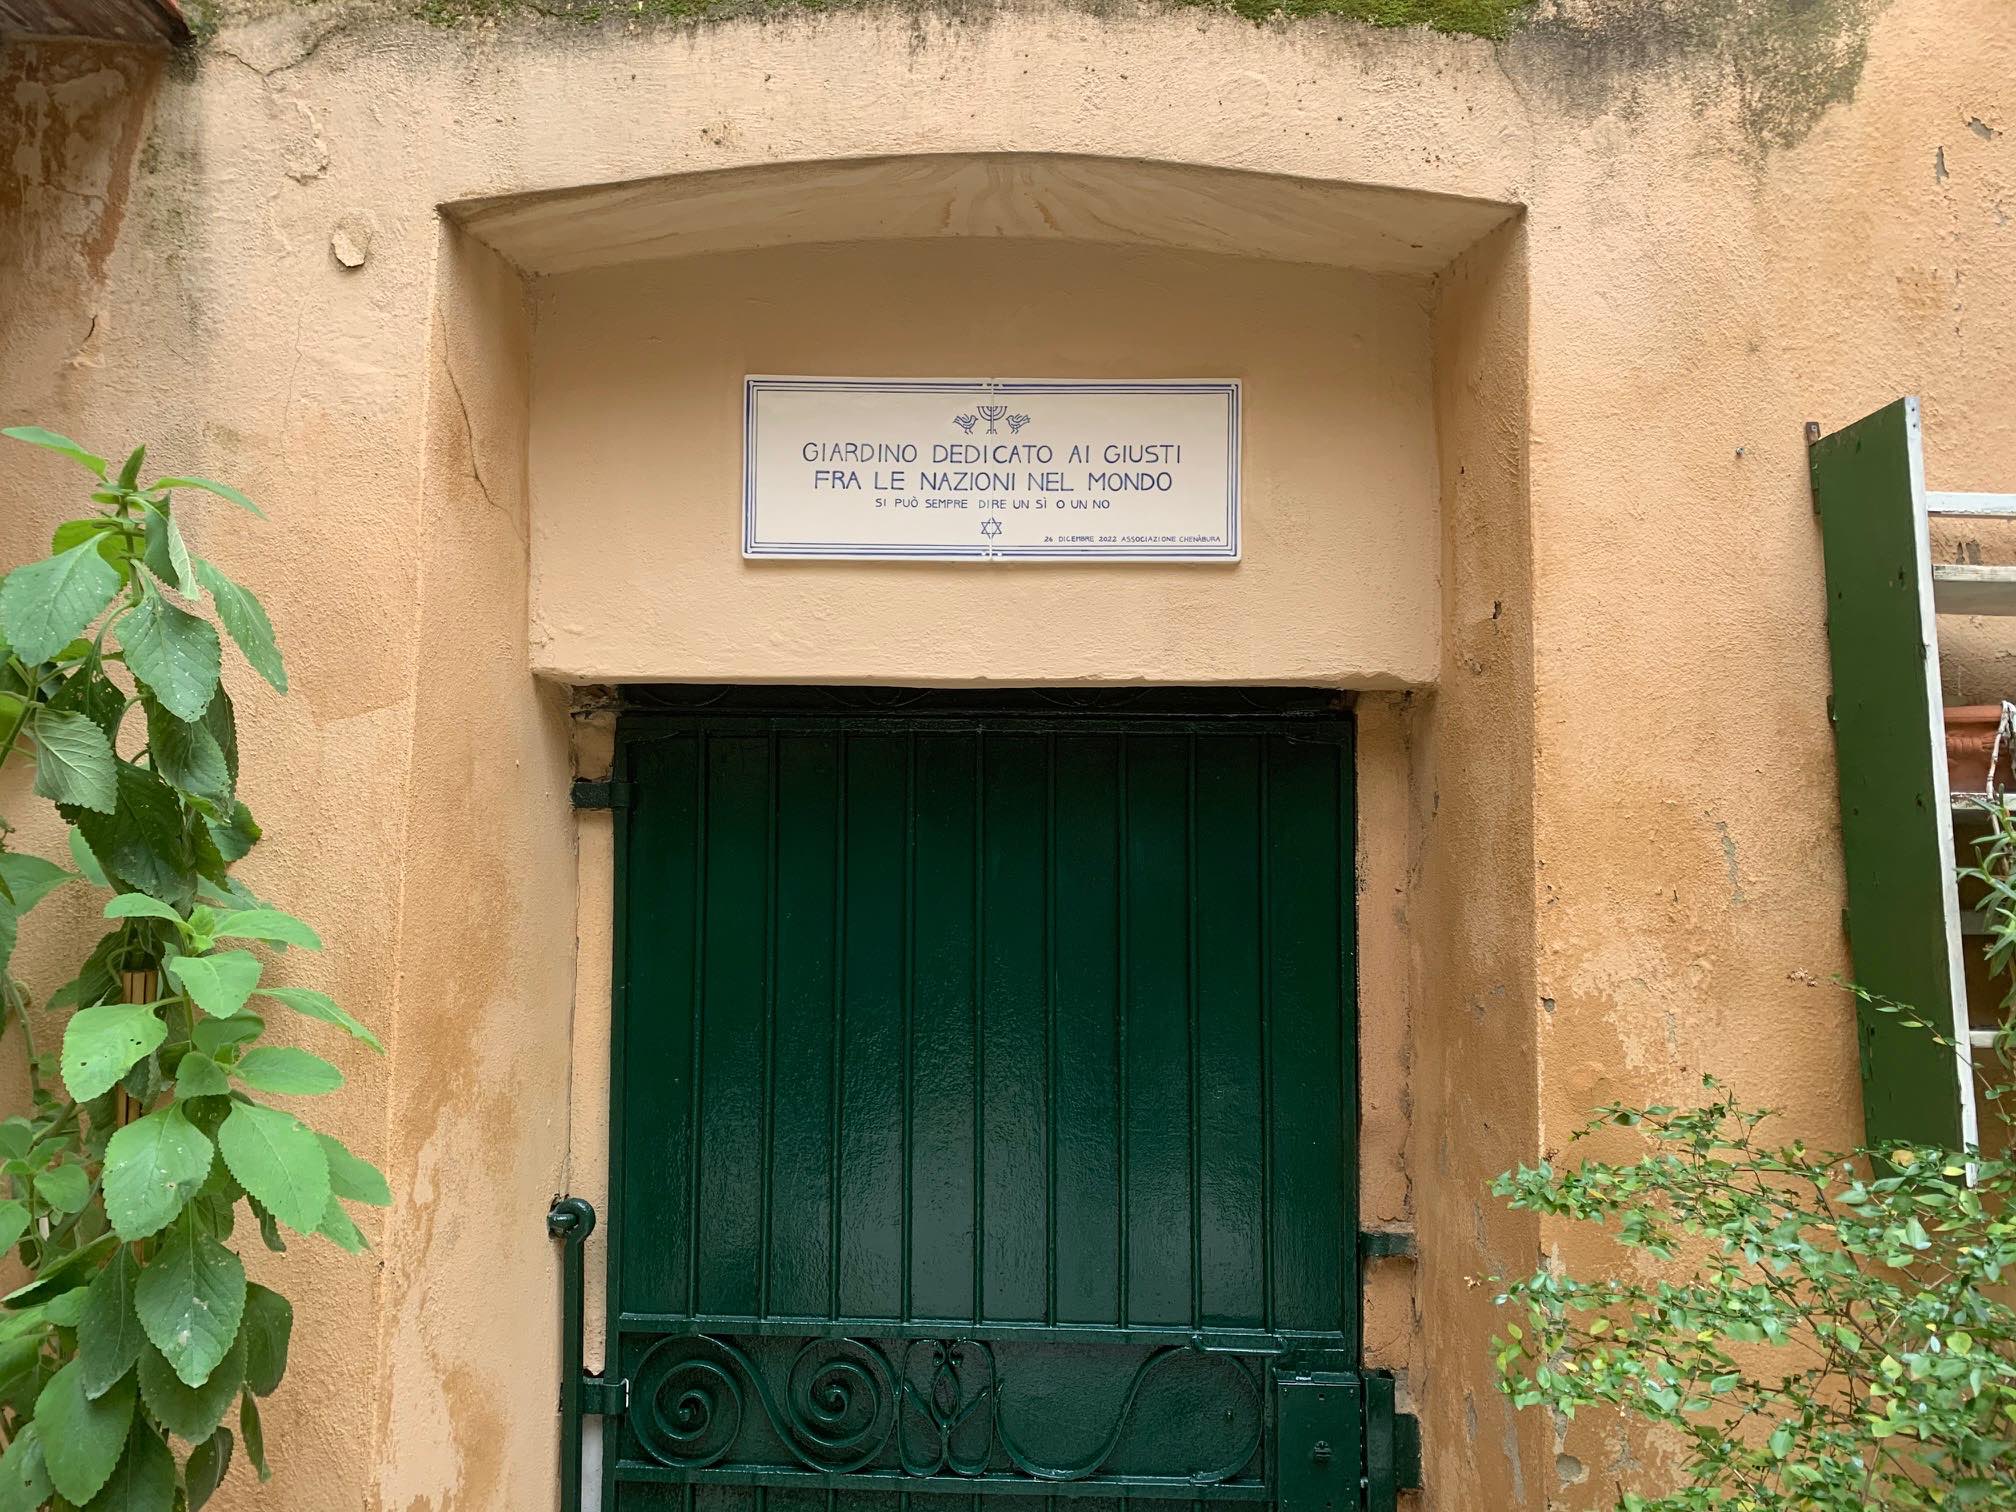 GIARDINO DEDICATO AI GIUSTI
FRA LE NAZIONI NEL MONDO
SI PUÒ SEMPRE DIRE UN SÌ O UN NO
26 DICEMBRE 2022 ASSOCIAZIONE CHENÀBURA